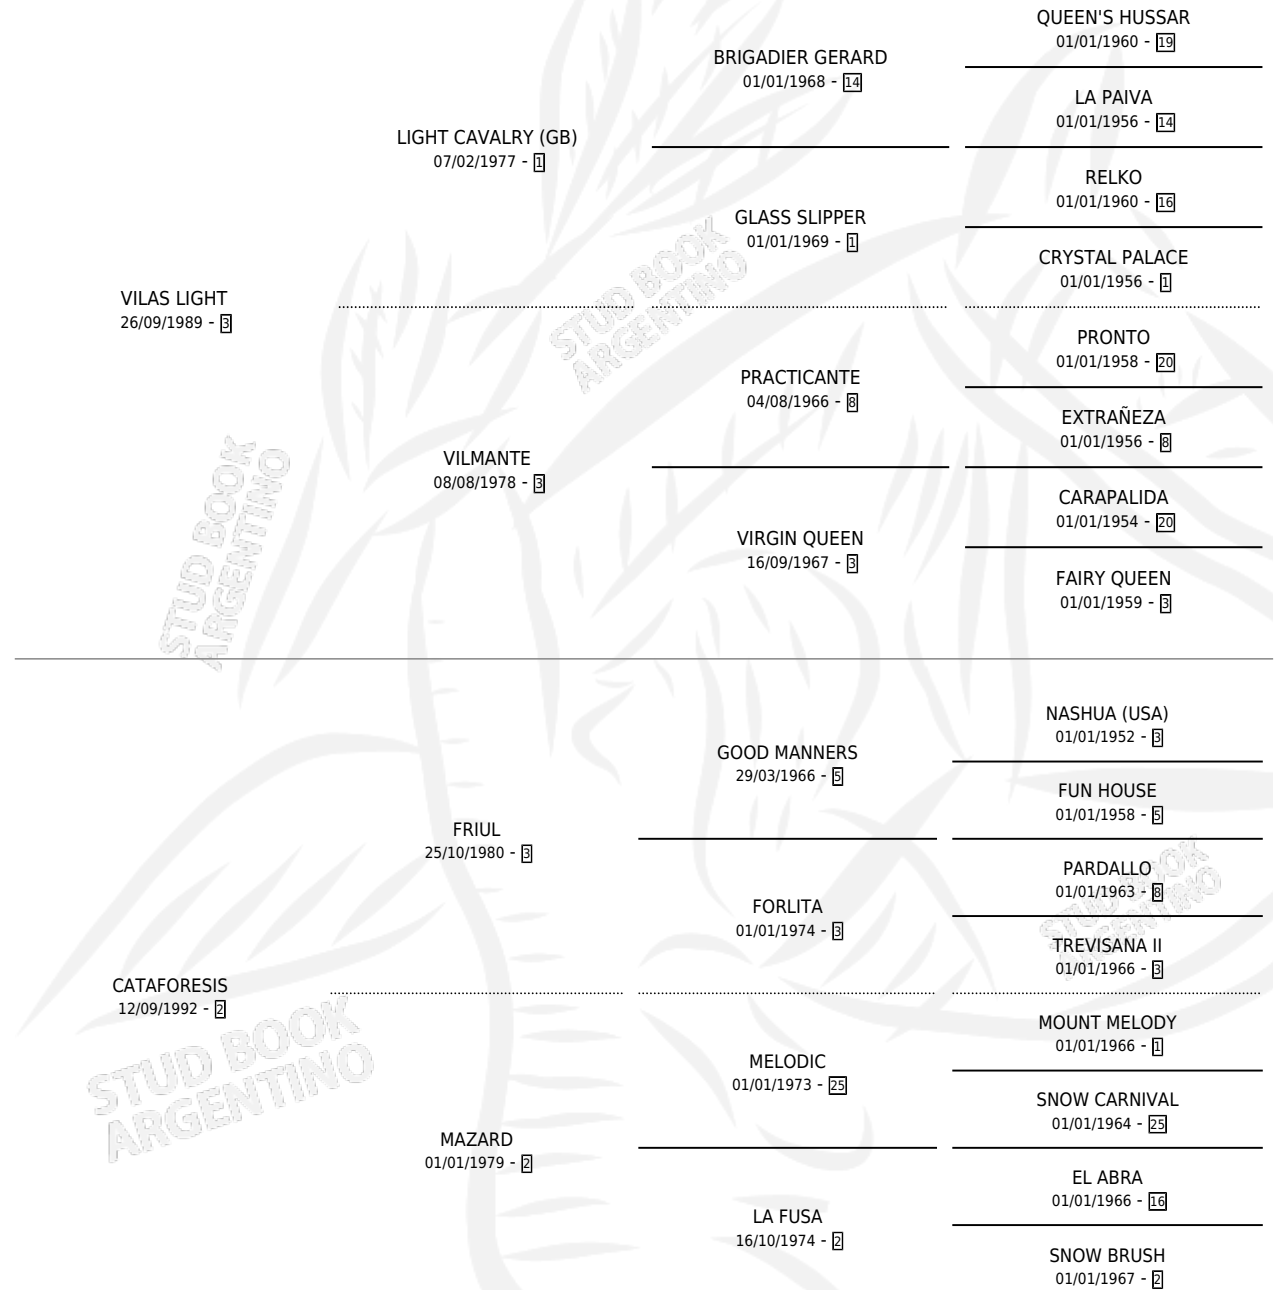 QUEEN'S HUSSAR
01/01/1960 - 19
BRIGADIER GERARD
01/01/1968 - 14
LA PAIVA
01/01/1956 - 14
LIGHT CAVALRY (GB)
07/02/1977 - 1
RELKO
01/01/1960 - 16
GLASS SLIPPER
01/01/1969 - 1
CRYSTAL PALACE
01/01/1956 - 1
VILAS LIGHT
26/09/1989 - 3
PRONTO
01/01/1958 - 20
PRACTICANTE
04/08/1966 - 8
EXTRAÑEZA
01/01/1956 - 8
VILMANTE
08/08/1978 - 3
CARAPALIDA
01/01/1954 - 20
VIRGIN QUEEN
16/09/1967 - 3
FAIRY QUEEN
01/01/1959 - 3
NASHUA (USA)
01/01/1952 - 3
GOOD MANNERS
29/03/1966 - 5
FUN HOUSE
01/01/1958 - 5
FRIUL
25/10/1980 - 3
PARDALLO
01/01/1963 - 8
FORLITA
01/01/1974 - 3
TREVISANA II
01/01/1966 - 3
CATAFORESIS
12/09/1992 - 2
MOUNT MELODY
01/01/1966 - 1
MELODIC
01/01/1973 - 25
SNOW CARNIVAL
01/01/1964 - 25
MAZARD
01/01/1979 - 2
EL ABRA
01/01/1966 - 16
LA FUSA
16/10/1974 - 2
SNOW BRUSH
01/01/1967 - 2
STUD BOOK
ARGENTINO
STUD BOOK
ARGENTINO
STUD BOOK
ARGENTINO
STUD BOOK
ARGENTINO